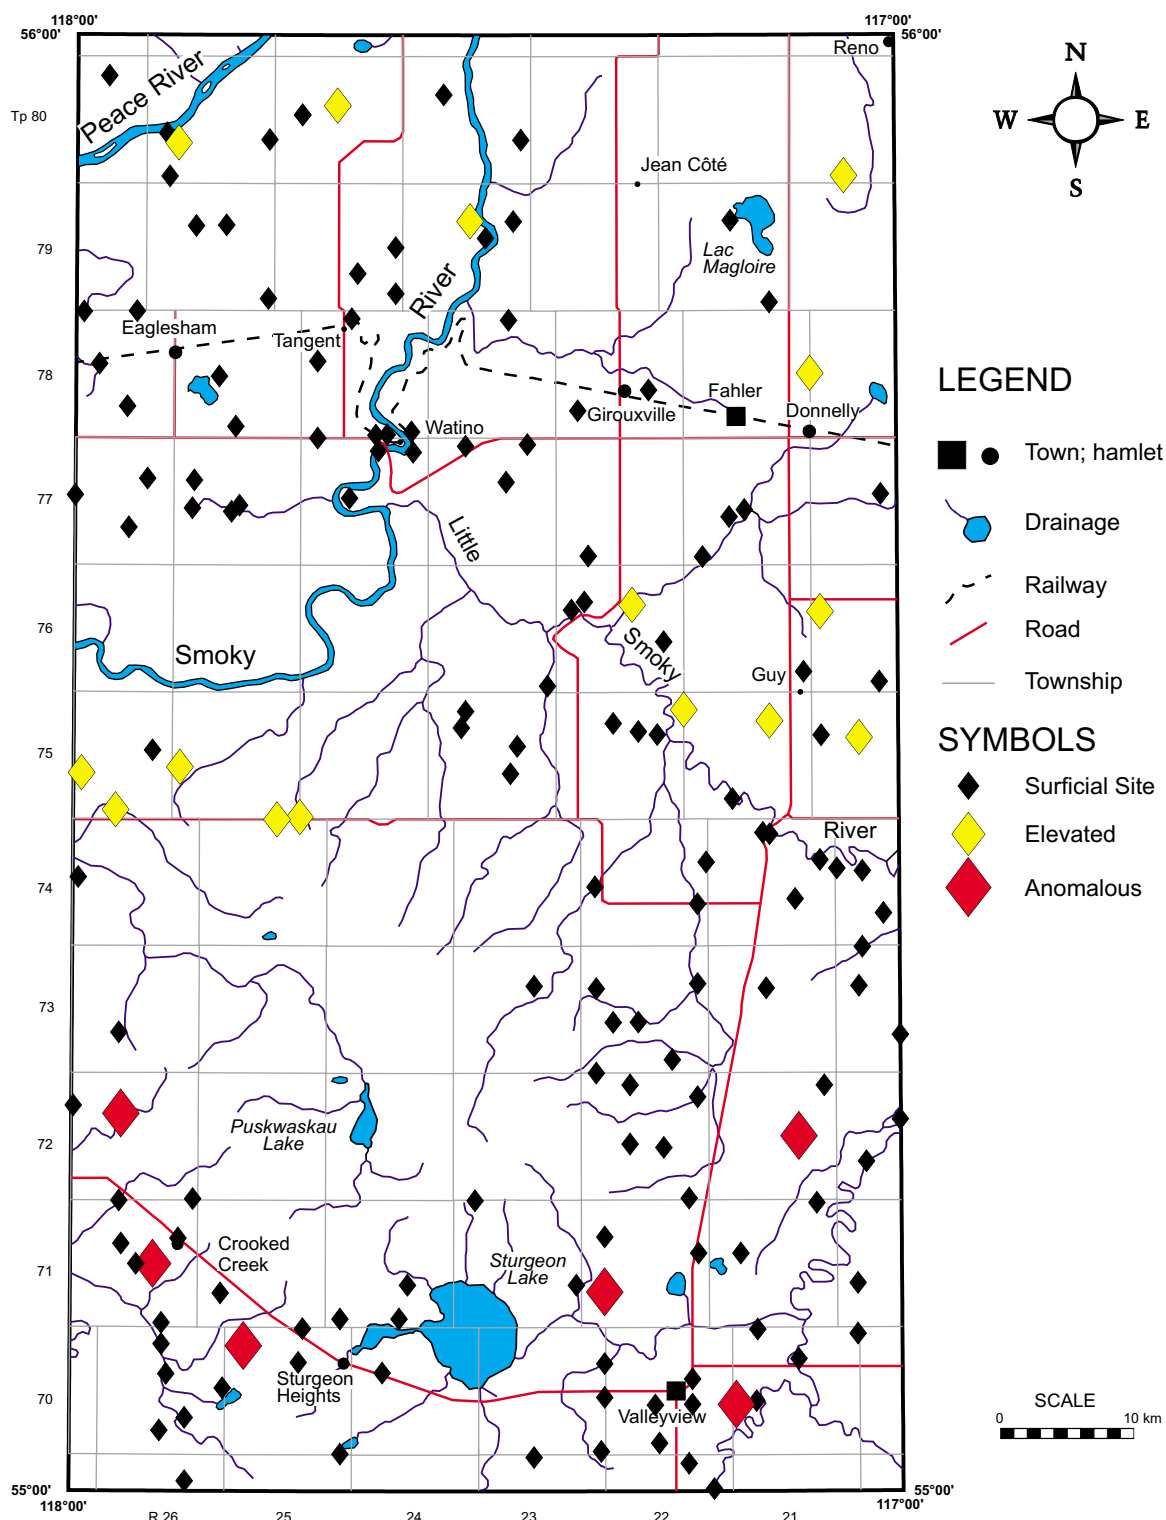 118°00'
117°00'
56°00'
56°00'
Reno
N
W
E
S
Tp 80
Peace River
Jean Côté
79
Lac
Magloire
River
Eaglesham
Tangent
78
Fahler
Girouxville
Donnelly
Watino
77
Little
76
Smoky
Smoky
Guy
75
River
74
73
72
Puskwaskau
Lake
71
Crooked
Creek
Sturgeon
Lake
Sturgeon
Heights
70
Valleyview
LEGEND
Town; hamlet
Drainage
Railway
Road
Township
SYMBOLS
Surficial Site
Elevated
Anomalous
SCALE
0
10 km
55°00'
55°00'
118°00'
117°00'
R 26
25
24
23
22
21